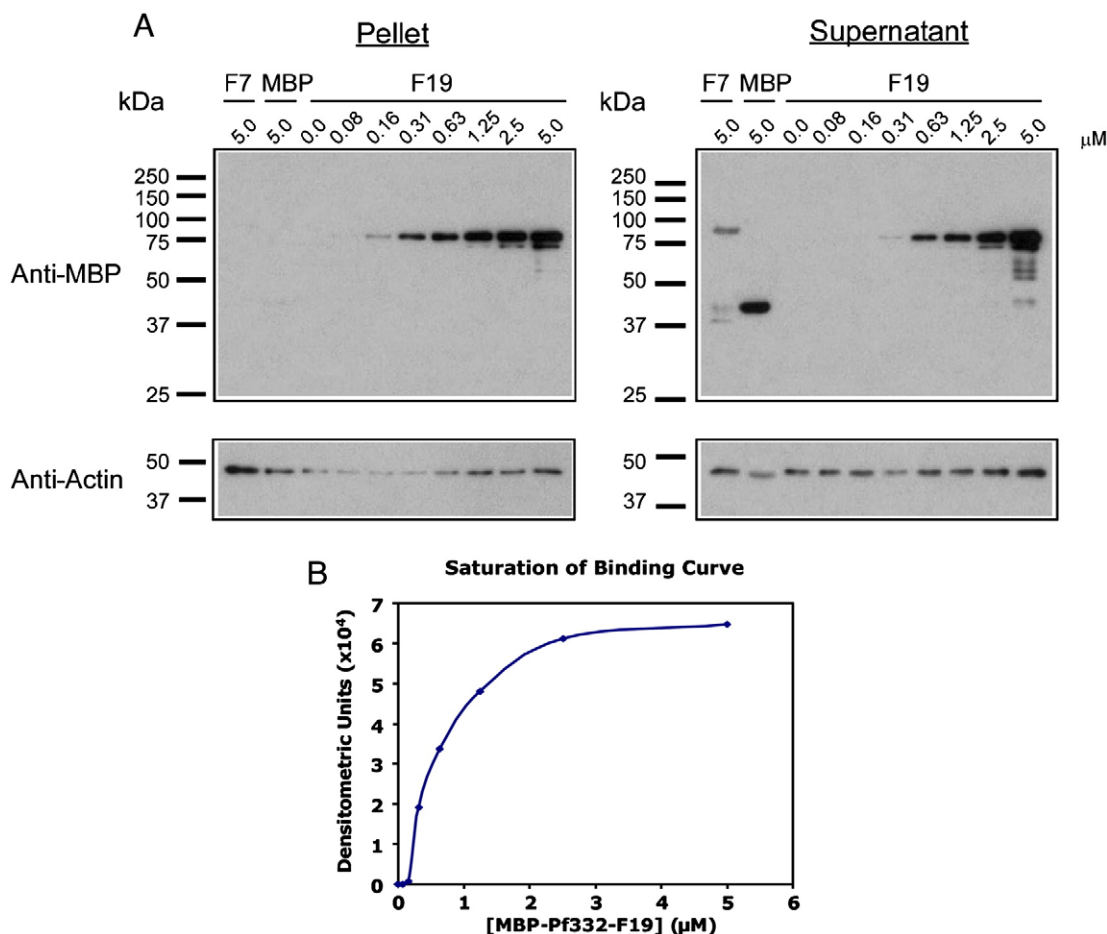 A
Pellet
Supernatant
kDa
F7 MBP F19
5.0 5.0 0.0 0.08 0.16 0.31 0.63 1.25 2.5 5.0
kDa
F7 MBP F19
5.0 5.0 0.0 0.08 0.16 0.31 0.63 1.25 2.5 5.0
μM
Anti-MBP
250
150
100
75
50
37
25
250
150
100
75
50
37
25
Anti-Actin
50
37
50
37
B
Saturation of Binding Curve
Densitometric Units (x10⁴)
7
6
5
4
3
2
1
0
0 1 2 3 4 5 6
[MBP-Pf332-F19] (μM)